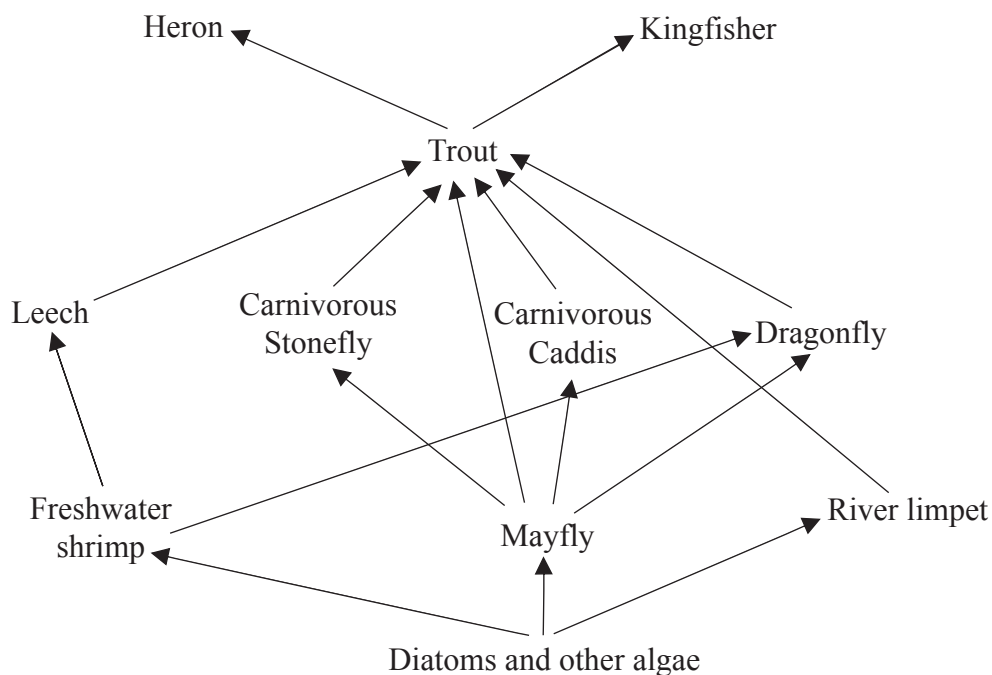 Heron
Kingfisher
Trout
Leech
Carnivorous
Stonefly
Carnivorous
Caddis
Dragonfly
Freshwater
shrimp
Mayfly
River limpet
Diatoms and other algae